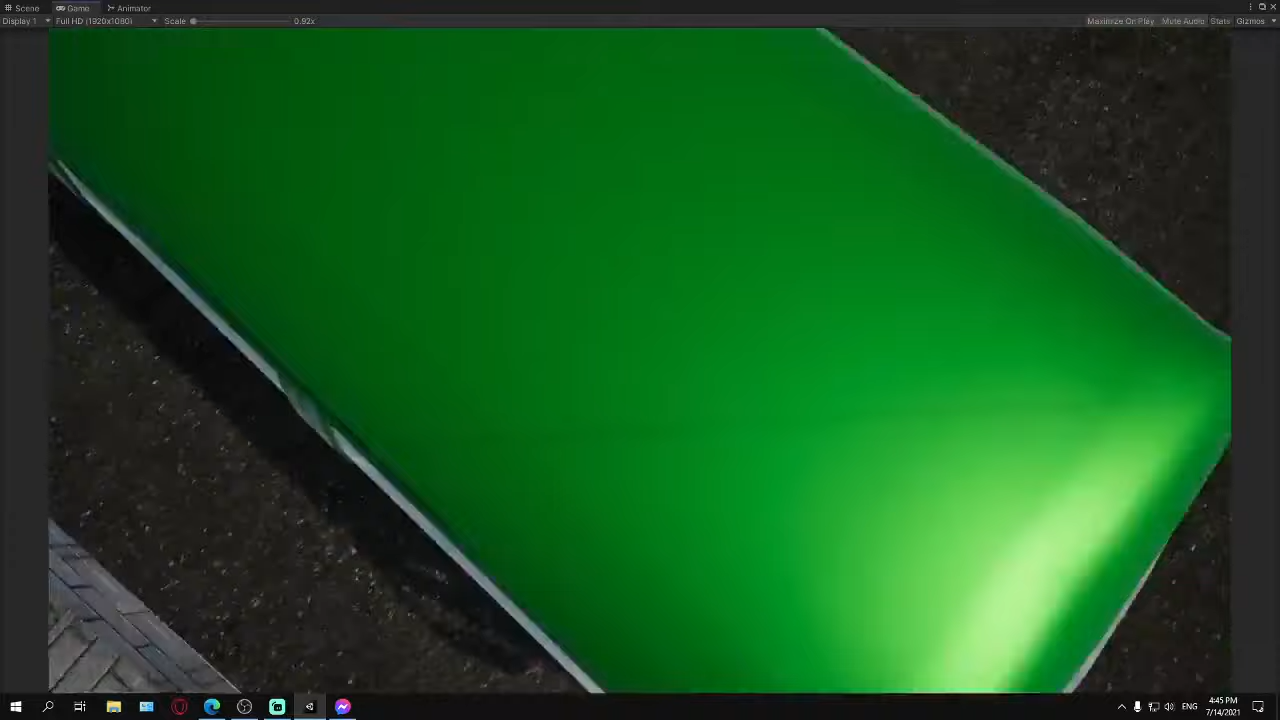 Scene Game Animator
Display 1 Full HD (1920x1080) Scale 0.92x Maximize On Play Mute Audio Stats Gizmos
ENG
4:45 PM
7/14/2021